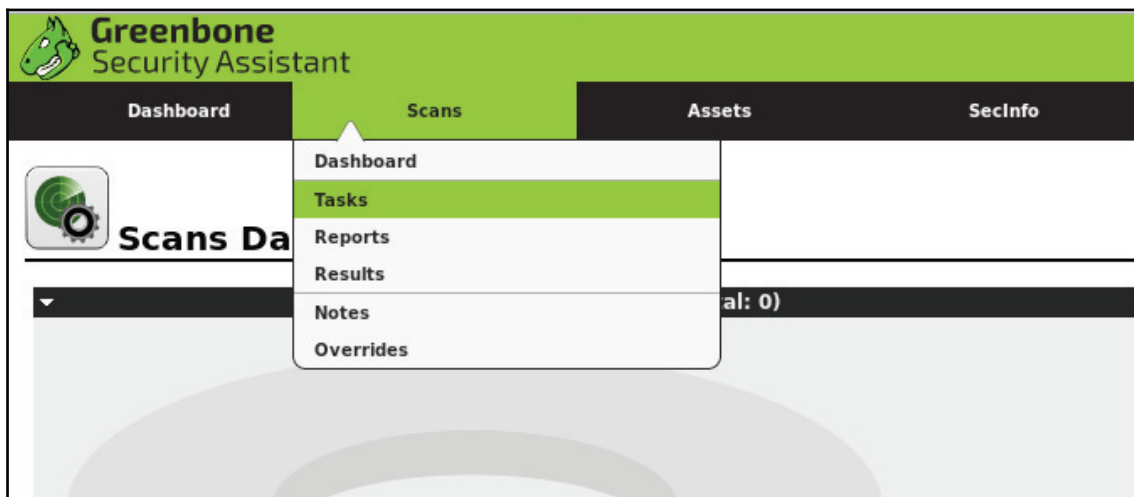 Greenbone
Security Assistant
Dashboard Scans Assets SecInfo
Dashboard
Tasks
Scans Da
Reports
Results
al: 0)
Notes
Overrides